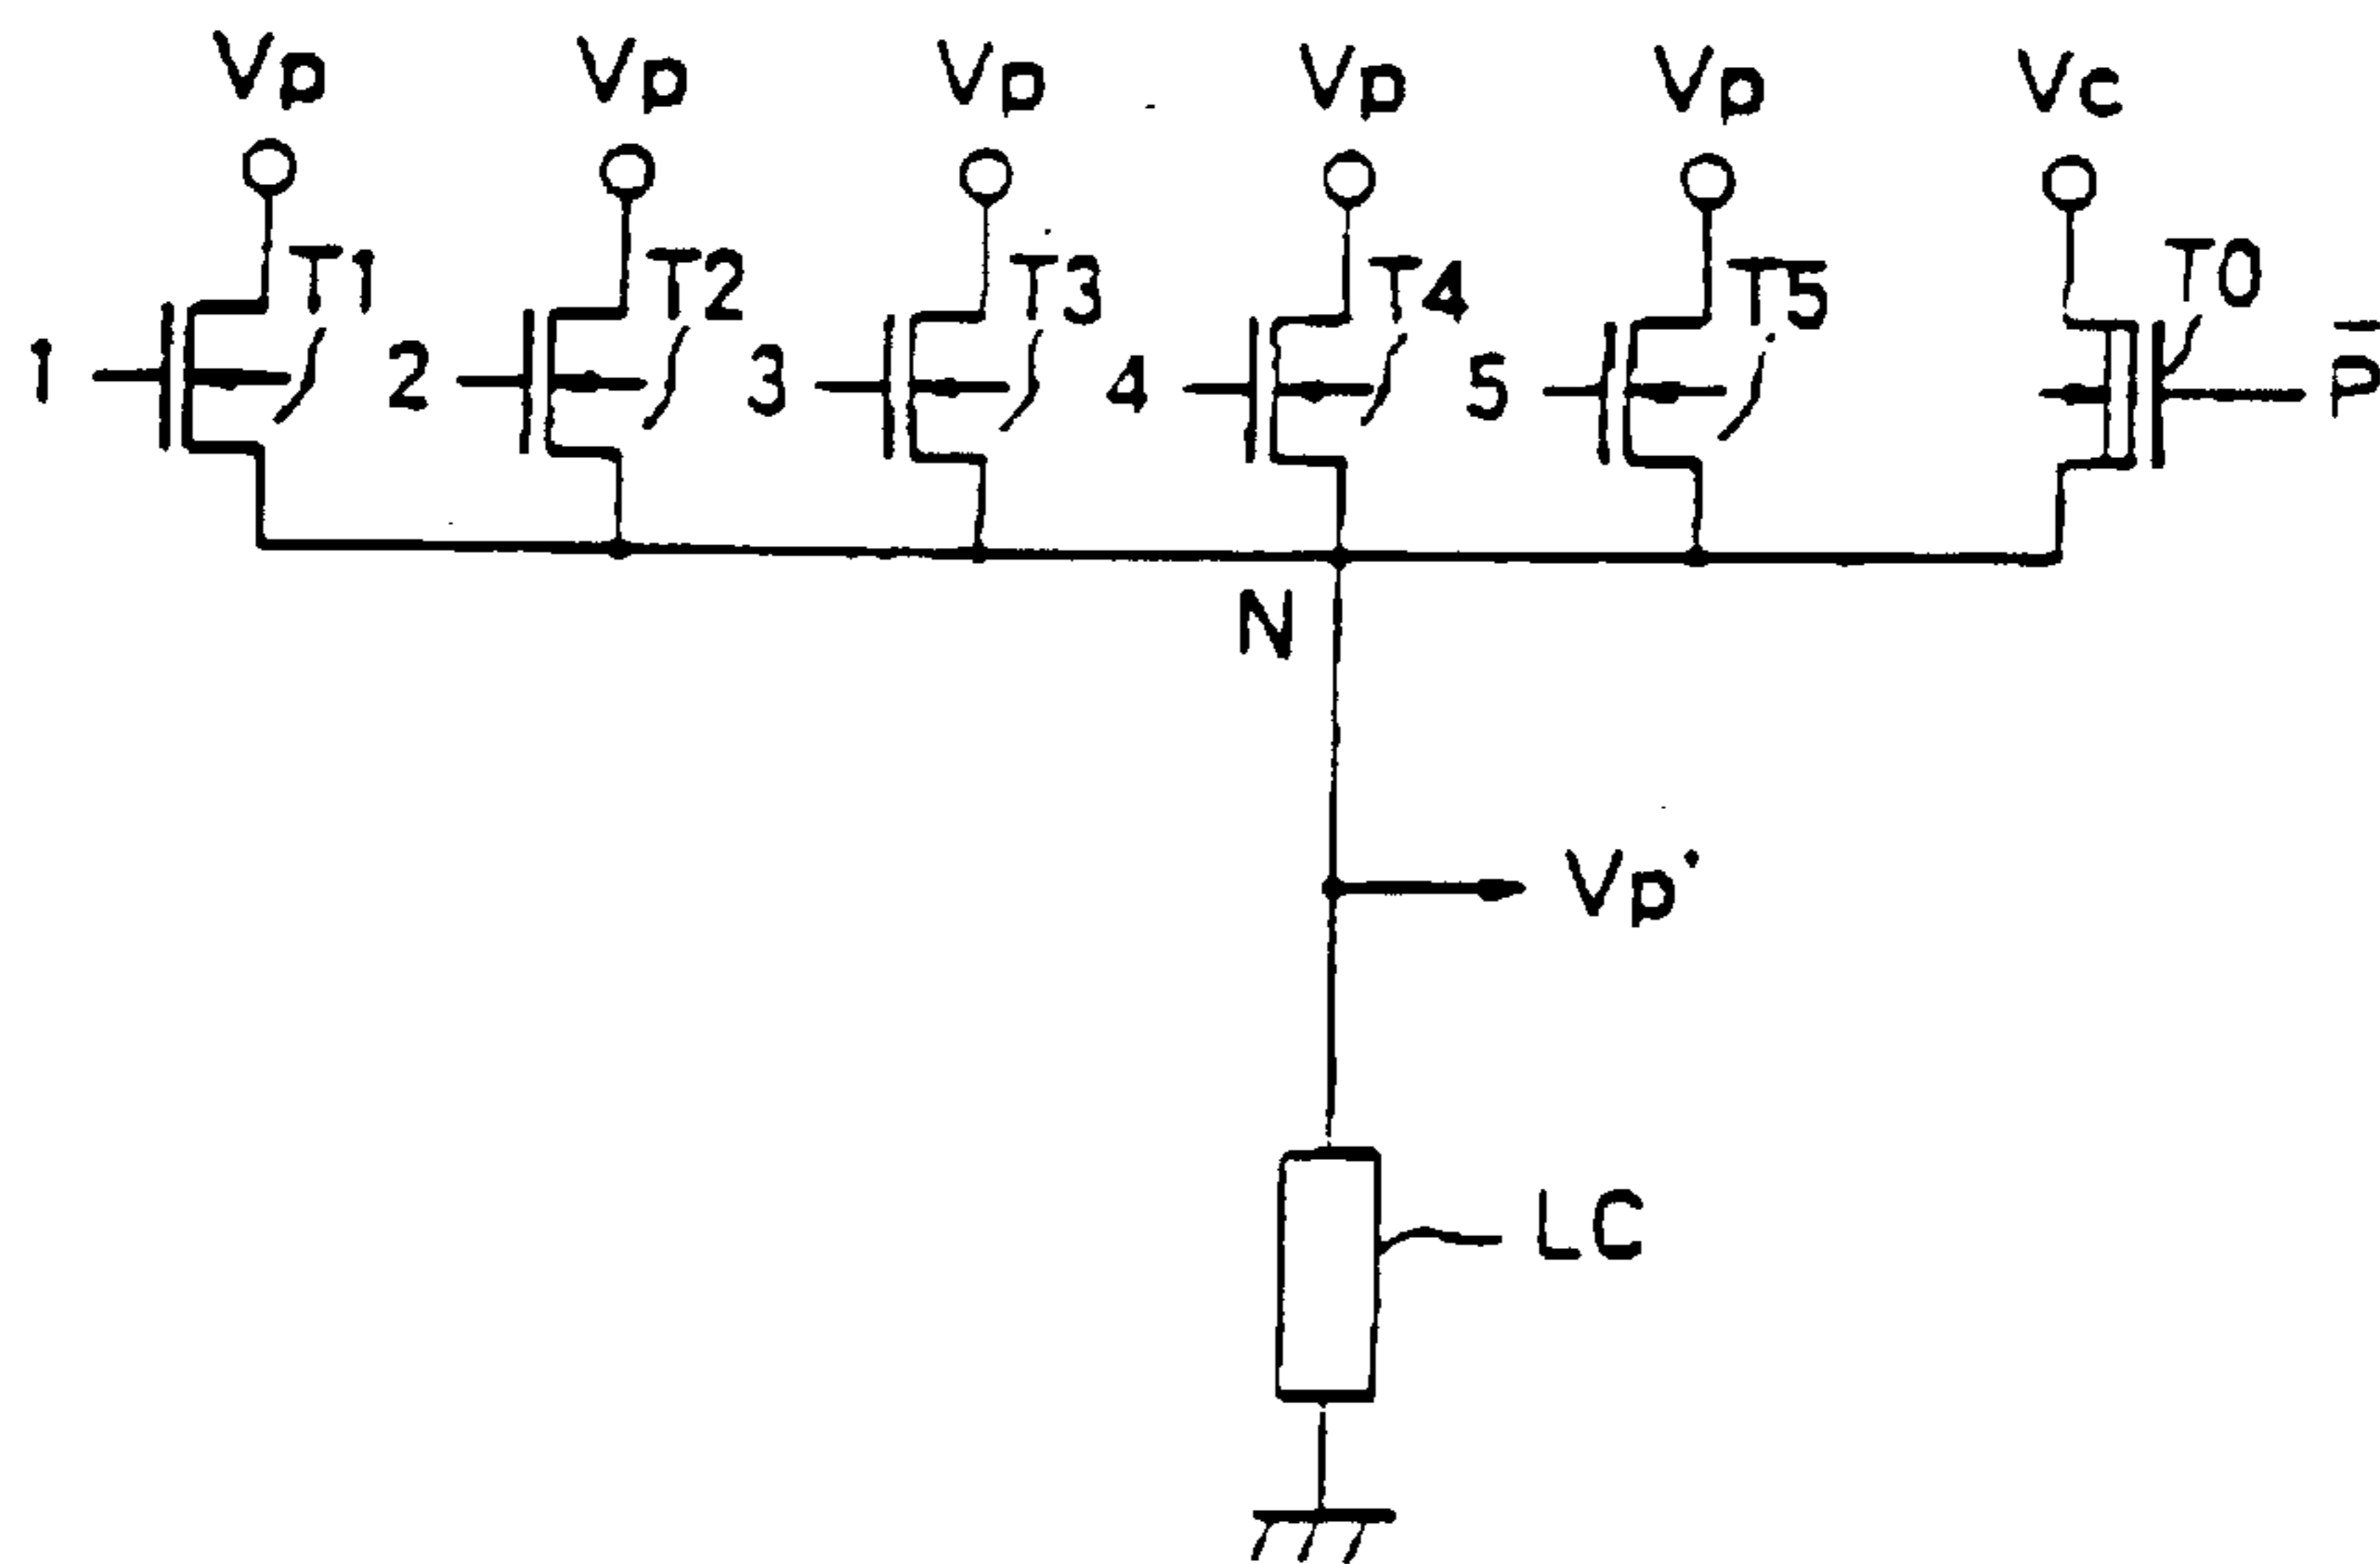 Vp Vp Vp Vp Vp Vc
T1 T2 T3 T4 T5 T0
1 2 3 4 5 P̅
N
Vp'
LC